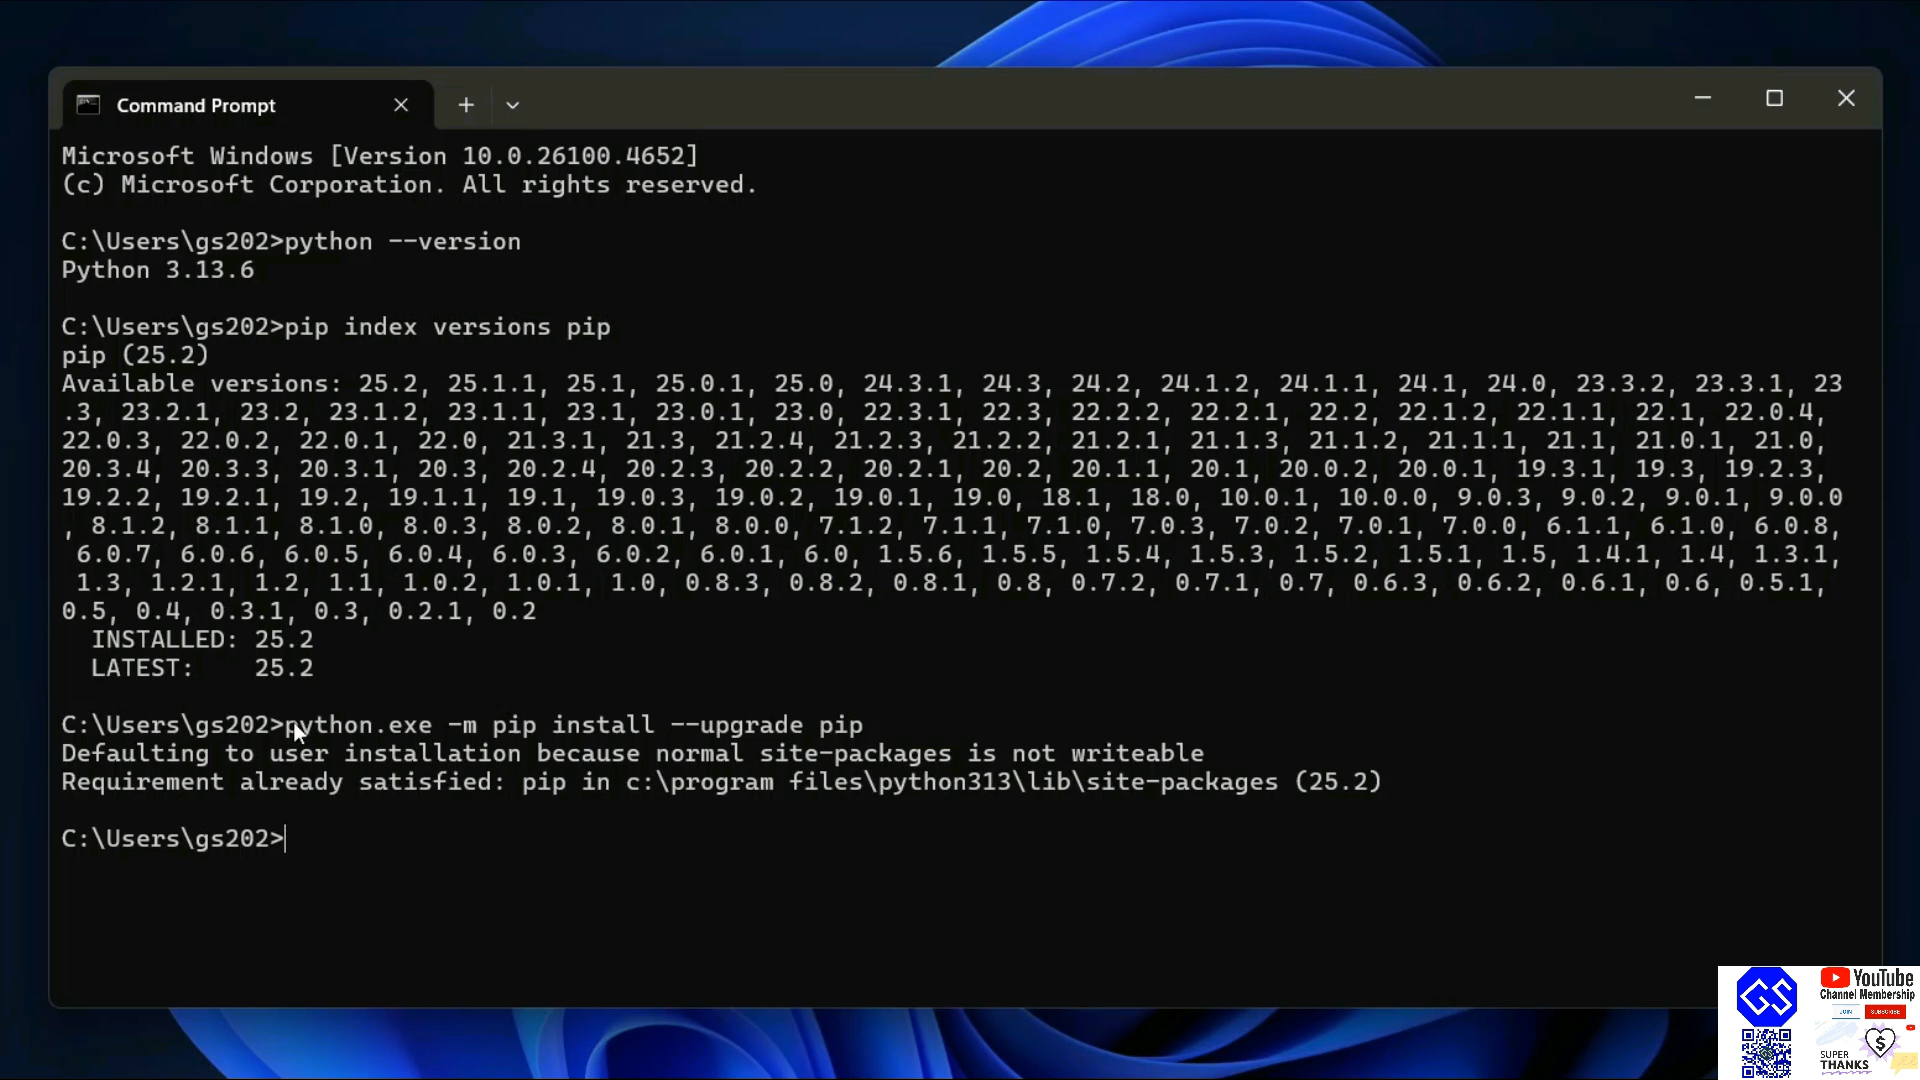 Command Prompt
Microsoft Windows [Version 10.0.26100.4652]
(c) Microsoft Corporation. All rights reserved.
C:\Users\gs202>python --version
Python 3.13.6
C:\Users\gs202>pip index versions pip
pip (25.2)
Available versions: 25.2, 25.1.1, 25.1, 25.0.1, 25.0, 24.3.1, 24.3, 24.2, 24.1.2, 24.1.1, 24.1, 24.0, 23.3.2, 23.3.1, 23
.3, 23.2.1, 23.2, 23.1.2, 23.1.1, 23.1, 23.0.1, 23.0, 22.3.1, 22.3, 22.2.2, 22.2.1, 22.2, 22.1.2, 22.1.1, 22.1, 22.0.4,
22.0.3, 22.0.2, 22.0.1, 22.0, 21.3.1, 21.3, 21.2.4, 21.2.3, 21.2.2, 21.2.1, 21.1.3, 21.1.2, 21.1.1, 21.1, 21.0.1, 21.0,
20.3.4, 20.3.3, 20.3.1, 20.3, 20.2.4, 20.2.3, 20.2.2, 20.2.1, 20.2, 20.1.1, 20.1, 20.0.2, 20.0.1, 19.3.1, 19.3, 19.2.3,
19.2.2, 19.2.1, 19.2, 19.1.1, 19.1, 19.0.3, 19.0.2, 19.0.1, 19.0, 18.1, 18.0, 10.0.1, 10.0.0, 9.0.3, 9.0.2, 9.0.1, 9.0.0
, 8.1.2, 8.1.1, 8.1.0, 8.0.3, 8.0.2, 8.0.1, 8.0.0, 7.1.2, 7.1.1, 7.1.0, 7.0.3, 7.0.2, 7.0.1, 7.0.0, 6.1.1, 6.1.0, 6.0.8,
6.0.7, 6.0.6, 6.0.5, 6.0.4, 6.0.3, 6.0.2, 6.0.1, 6.0, 1.5.6, 1.5.5, 1.5.4, 1.5.3, 1.5.2, 1.5.1, 1.5, 1.4.1, 1.4, 1.3.1,
1.3, 1.2.1, 1.2, 1.1, 1.0.2, 1.0.1, 1.0, 0.8.3, 0.8.2, 0.8.1, 0.8, 0.7.2, 0.7.1, 0.7, 0.6.3, 0.6.2, 0.6.1, 0.6, 0.5.1,
0.5, 0.4, 0.3.1, 0.3, 0.2.1, 0.2
INSTALLED: 25.2
LATEST: 25.2
C:\Users\gs202>python.exe -m pip install --upgrade pip
Defaulting to user installation because normal site-packages is not writeable
Requirement already satisfied: pip in c:\program files\python313\lib\site-packages (25.2)
C:\Users\gs202>
GS
YouTube
Channel Membership
JOIN
SUBSCRIBE
SUPER
THANKS
$